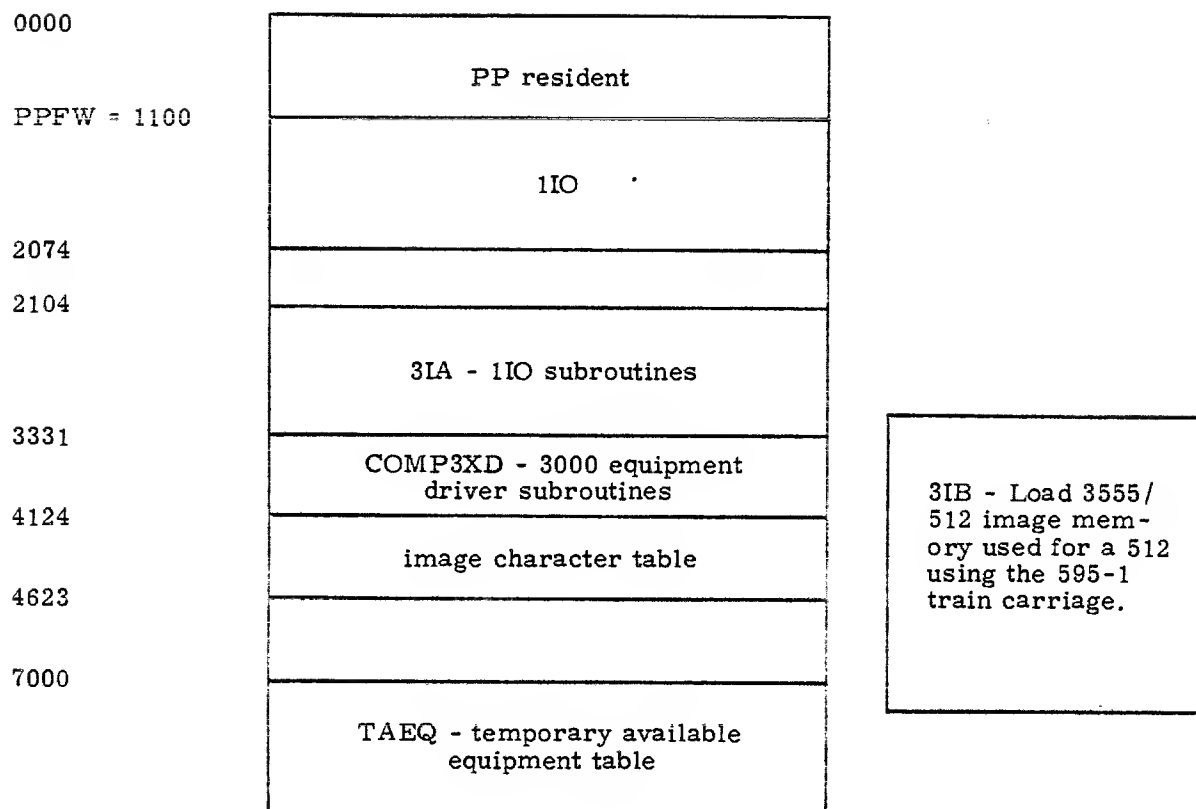 0000
PP resident
PPFW = 1100
1IO
2074
2104
3IA - 1IO subroutines
3331
COMP3XD - 3000 equipment
driver subroutines
4124
image character table
4623
7000
TAEQ - temporary available
equipment table
3IB - Load 3555/
512 image mem-
ory used for a 512
using the 595-1
train carriage.